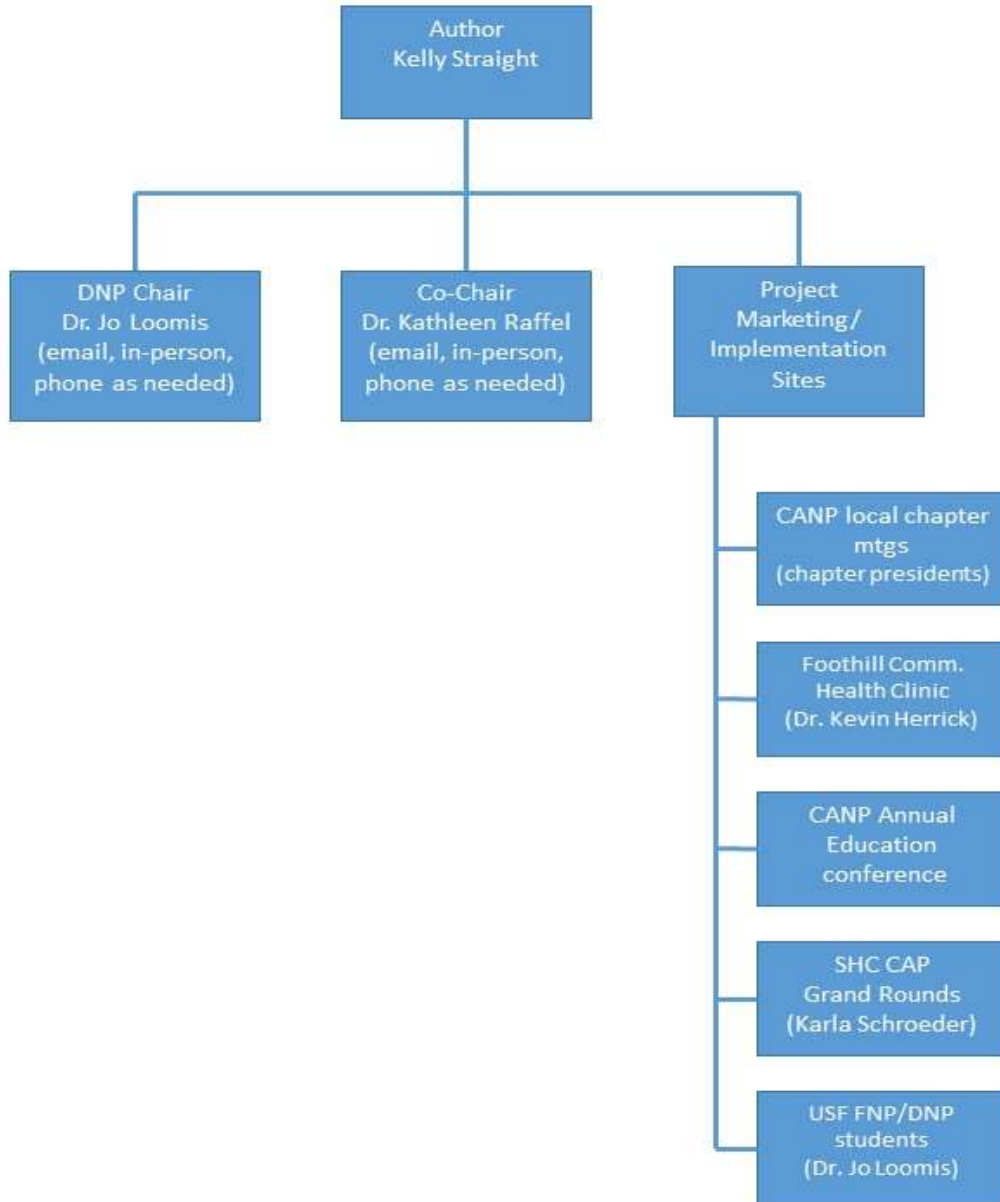 Author
Kelly Straight
DNP Chair
Dr. Jo Loomis
(email, in-person,
phone as needed)
Co-Chair
Dr. Kathleen Raffel
(email, in-person,
phone as needed)
Project
Marketing/
Implementation
Sites
CANP local chapter
mtgs
(chapter presidents)
Foothill Comm.
Health Clinic
(Dr. Kevin Herrick)
CANP Annual
Education
conference
SHC CAP
Grand Rounds
(Karla Schroeder)
USF FNP/DNP
students
(Dr. Jo Loomis)